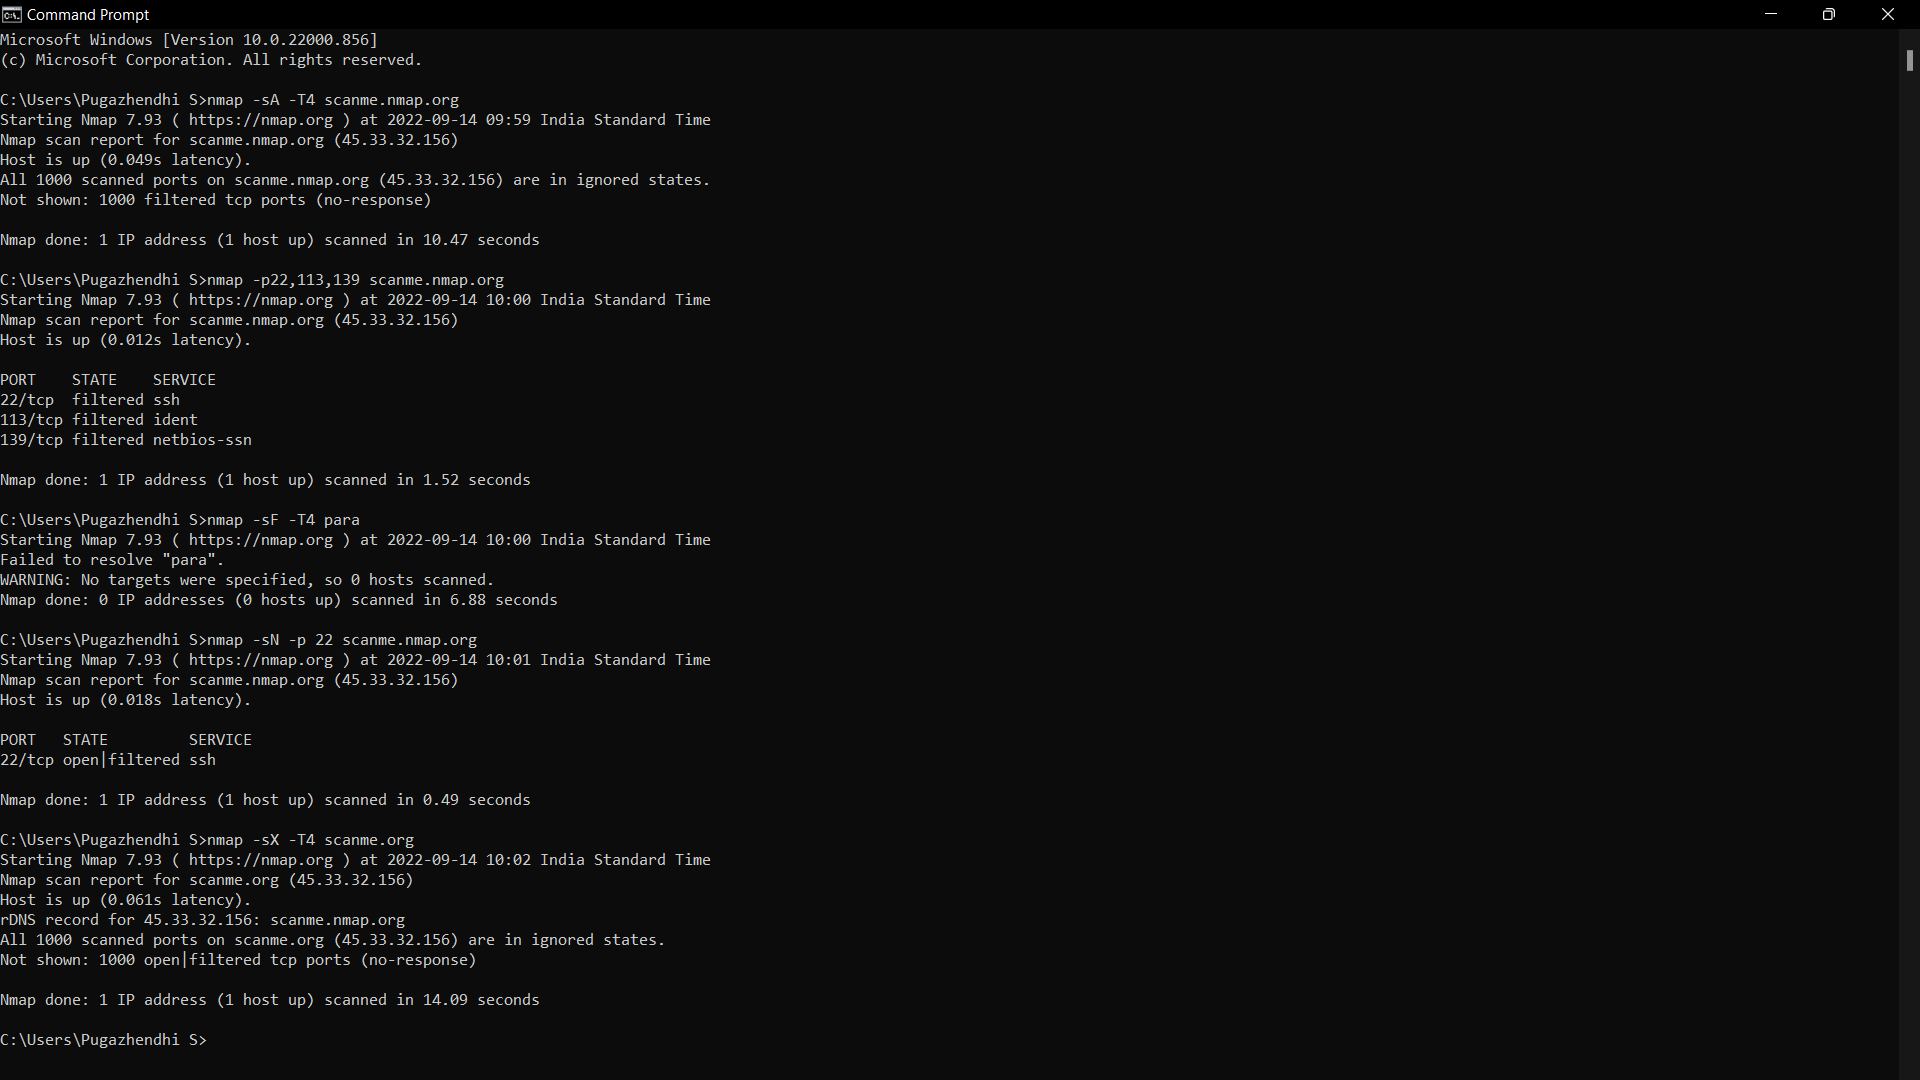 Command Prompt
Microsoft Windows [Version 10.0.22000.856]
(c) Microsoft Corporation. All rights reserved.
C:\Users\Pugazhendhi S>nmap -sA -T4 scanme.nmap.org
Starting Nmap 7.93 ( https://nmap.org ) at 2022-09-14 09:59 India Standard Time
Nmap scan report for scanme.nmap.org (45.33.32.156)
Host is up (0.049s latency).
All 1000 scanned ports on scanme.nmap.org (45.33.32.156) are in ignored states.
Not shown: 1000 filtered tcp ports (no-response)
Nmap done: 1 IP address (1 host up) scanned in 10.47 seconds
C:\Users\Pugazhendhi S>nmap -p22,113,139 scanme.nmap.org
Starting Nmap 7.93 ( https://nmap.org ) at 2022-09-14 10:00 India Standard Time
Nmap scan report for scanme.nmap.org (45.33.32.156)
Host is up (0.012s latency).
PORT    STATE    SERVICE
22/tcp  filtered ssh
113/tcp filtered ident
139/tcp filtered netbios-ssn
Nmap done: 1 IP address (1 host up) scanned in 1.52 seconds
C:\Users\Pugazhendhi S>nmap -sF -T4 para
Starting Nmap 7.93 ( https://nmap.org ) at 2022-09-14 10:00 India Standard Time
Failed to resolve "para".
WARNING: No targets were specified, so 0 hosts scanned.
Nmap done: 0 IP addresses (0 hosts up) scanned in 6.88 seconds
C:\Users\Pugazhendhi S>nmap -sN -p 22 scanme.nmap.org
Starting Nmap 7.93 ( https://nmap.org ) at 2022-09-14 10:01 India Standard Time
Nmap scan report for scanme.nmap.org (45.33.32.156)
Host is up (0.018s latency).
PORT   STATE         SERVICE
22/tcp open|filtered ssh
Nmap done: 1 IP address (1 host up) scanned in 0.49 seconds
C:\Users\Pugazhendhi S>nmap -sX -T4 scanme.org
Starting Nmap 7.93 ( https://nmap.org ) at 2022-09-14 10:02 India Standard Time
Nmap scan report for scanme.org (45.33.32.156)
Host is up (0.061s latency).
rDNS record for 45.33.32.156: scanme.nmap.org
All 1000 scanned ports on scanme.org (45.33.32.156) are in ignored states.
Not shown: 1000 open|filtered tcp ports (no-response)
Nmap done: 1 IP address (1 host up) scanned in 14.09 seconds
C:\Users\Pugazhendhi S>